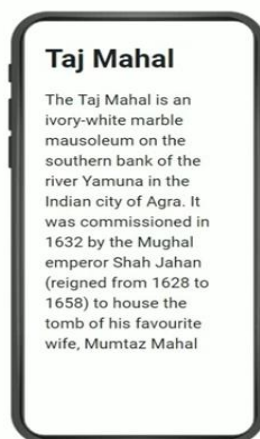 Taj Mahal
The Taj Mahal is an
ivory-white marble
mausoleum on the
southern bank of the
river Yamuna in the
Indian city of Agra. It
was commissioned in
1632 by the Mughal
emperor Shah Jahan
(reigned from 1628 to
1658) to house the
tomb of his favourite
wife, Mumtaz Mahal